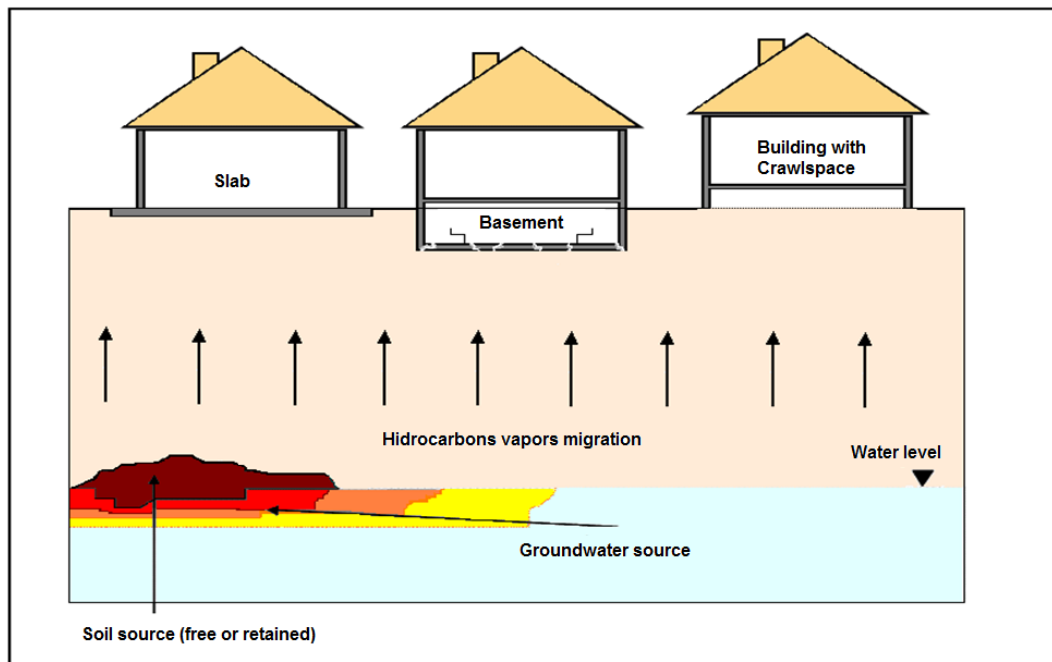 Slab
Basement
Building with
Crawlspace
Hidrocarbons vapors migration
Water level
Groundwater source
Soil source (free or retained)